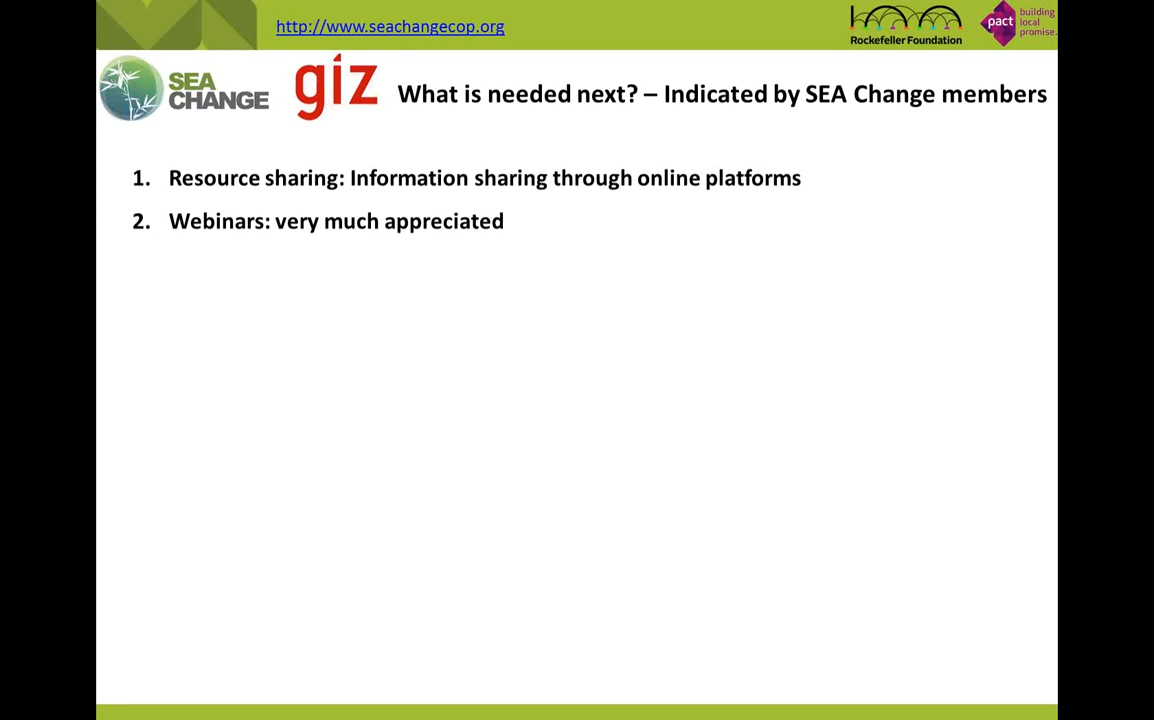 http://www.seachangecop.org
Rockefeller Foundation
pact
building
local
promise.
SEA
CHANGE
giz
What is needed next? – Indicated by SEA Change members
1. Resource sharing: Information sharing through online platforms
2. Webinars: very much appreciated